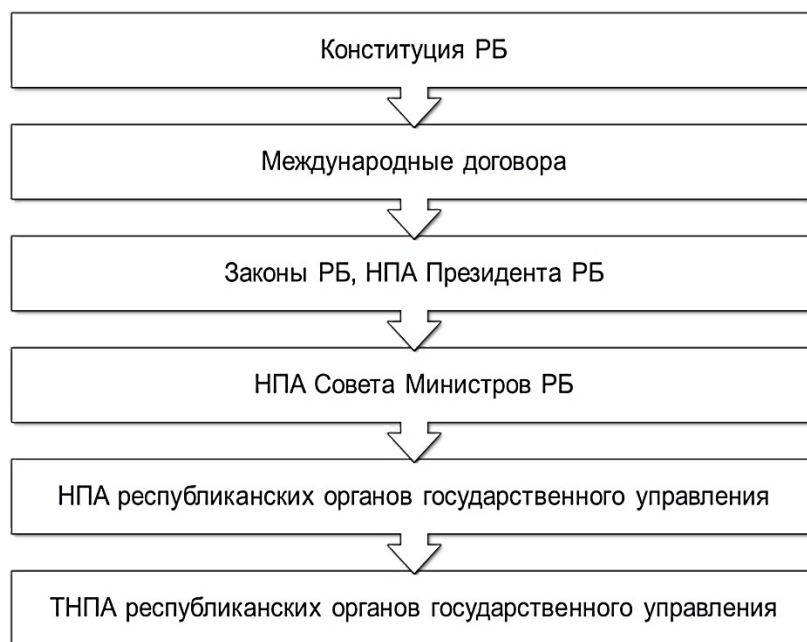 Конституция РБ
Международные договора
Законы РБ, НПА Президента РБ
НПА Совета Министров РБ
НПА республиканских органов государственного управления
ТНПА республиканских органов государственного управления